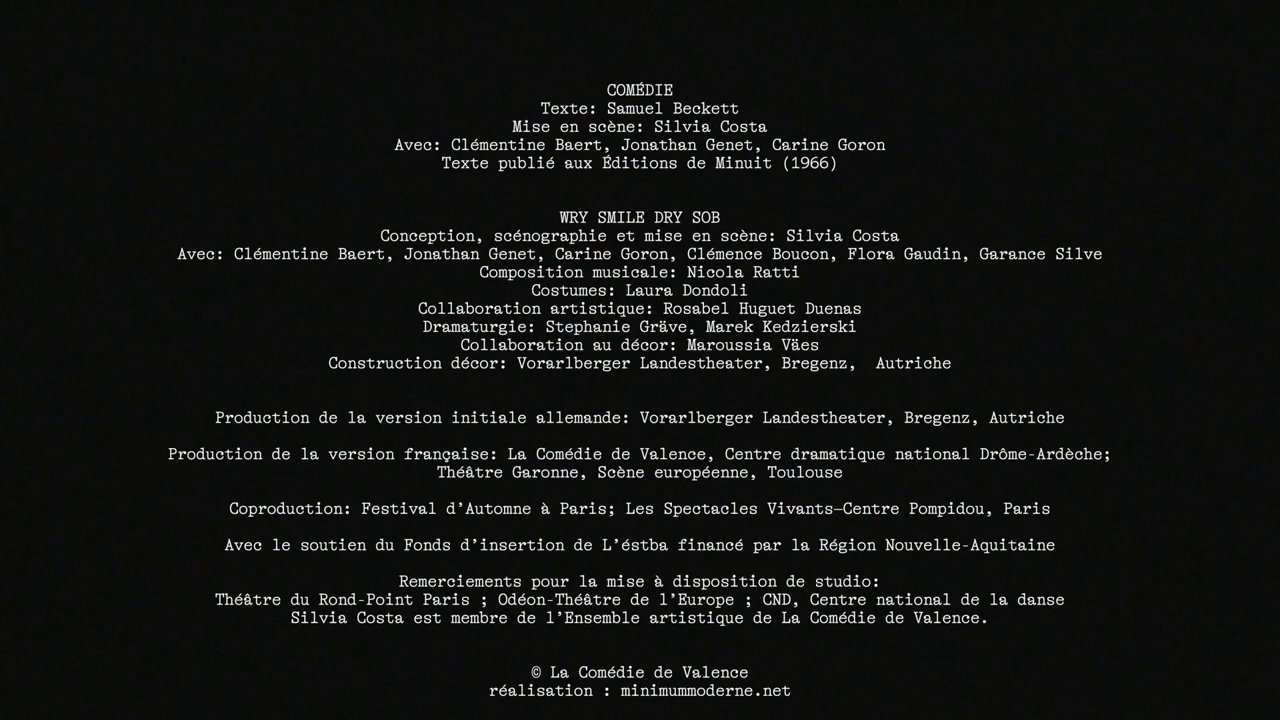 COMÉDIE
Texte: Samuel Beckett
Mise en scène: Silvia Costa
Avec: Clémentine Baert, Jonathan Genet, Carine Goron
Texte publié aux Éditions de Minuit (1966)
WRY SMILE DRY SOB
Conception, scénographie et mise en scène: Silvia Costa
Avec: Clémentine Baert, Jonathan Genet, Carine Goron, Clémence Boucon, Flora Gaudin, Garance Silve
Composition musicale: Nicola Ratti
Costumes: Laura Dondoli
Collaboration artistique: Rosabel Huguet Duenas
Dramaturgie: Stephanie Gräve, Marek Kedzierski
Collaboration au décor: Maroussia Väes
Construction décor: Vorarlberger Landestheater, Bregenz,  Autriche
Production de la version initiale allemande: Vorarlberger Landestheater, Bregenz, Autriche
Production de la version française: La Comédie de Valence, Centre dramatique national Drôme-Ardèche;
Théâtre Garonne, Scène européenne, Toulouse
Coproduction: Festival d’Automne à Paris; Les Spectacles Vivants—Centre Pompidou, Paris
Avec le soutien du Fonds d’insertion de L’éstba financé par la Région Nouvelle-Aquitaine
Remerciements pour la mise à disposition de studio:
Théâtre du Rond-Point Paris ; Odéon-Théâtre de l’Europe ; CND, Centre national de la danse
Silvia Costa est membre de l’Ensemble artistique de La Comédie de Valence.
© La Comédie de Valence
réalisation : minimummoderne.net